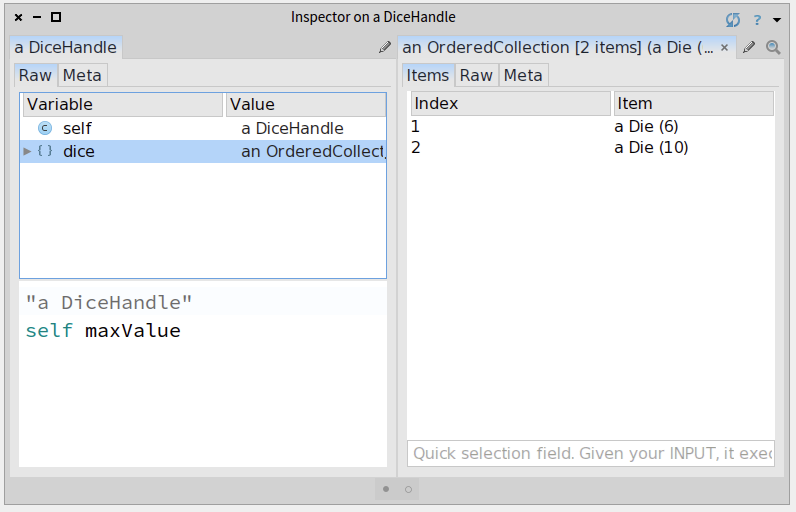 Inspector on a DiceHandle
?
a DiceHandle
Raw Meta
Variable Value
self a DiceHandle
{ } dice an OrderedCollect
"a DiceHandle"
self maxValue
an OrderedCollection [2 items] (a Die (...
Items Raw Meta
Index Item
1 a Die (6)
2 a Die (10)
Quick selection field. Given your INPUT, it exec